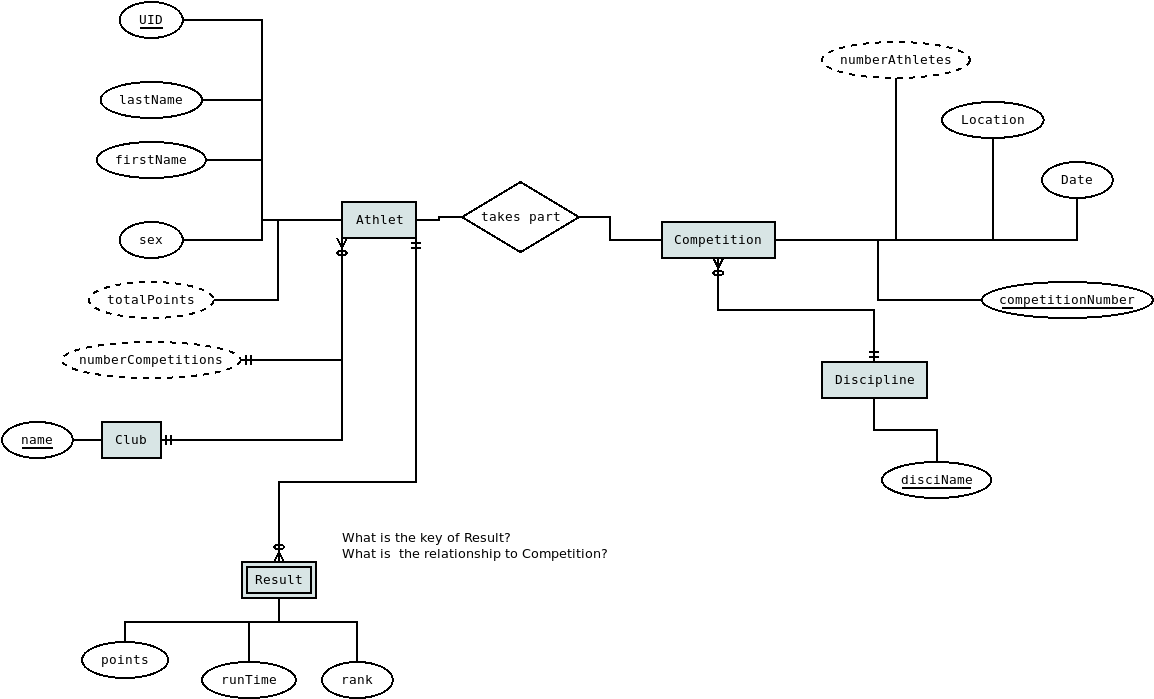 UID
numberAthletes
lastName
Location
firstName
Date
takes part
Athlet
sex
Competition
totalPoints
competitionNumber
numberCompetitions
Discipline
name
Club
disciName
What is the key of Result?
What is  the relationship to Competition?
Result
points
runTime
rank